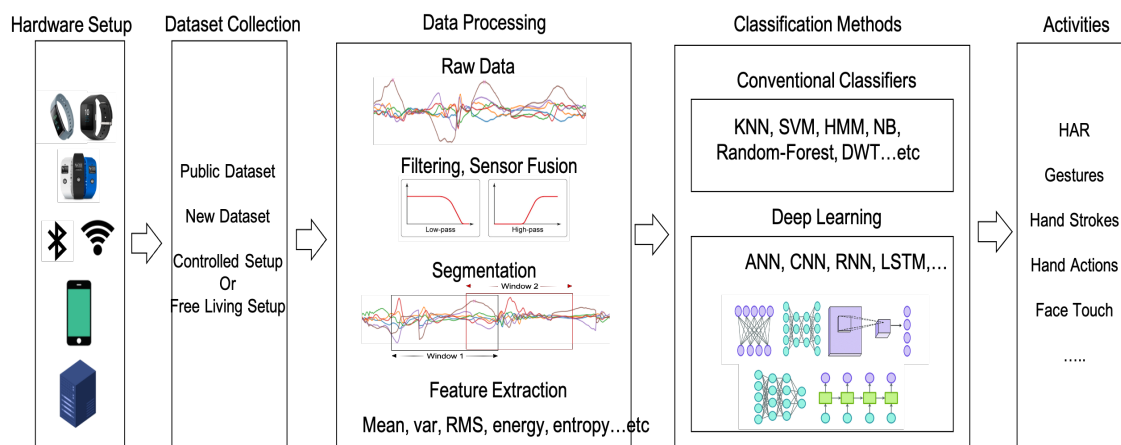 Hardware Setup
Dataset Collection
Public Dataset
New Dataset
Controlled Setup
Or
Free Living Setup
Data Processing
Raw Data
Filtering, Sensor Fusion
Low-pass
High-pass
Segmentation
Window 2
Window 1
Feature Extraction
Mean, var, RMS, energy, entropy...etc
Classification Methods
Conventional Classifiers
KNN, SVM, HMM, NB,
Random-Forest, DWT...etc
Deep Learning
ANN, CNN, RNN, LSTM,...
Activities
HAR
Gestures
Hand Strokes
Hand Actions
Face Touch
.....